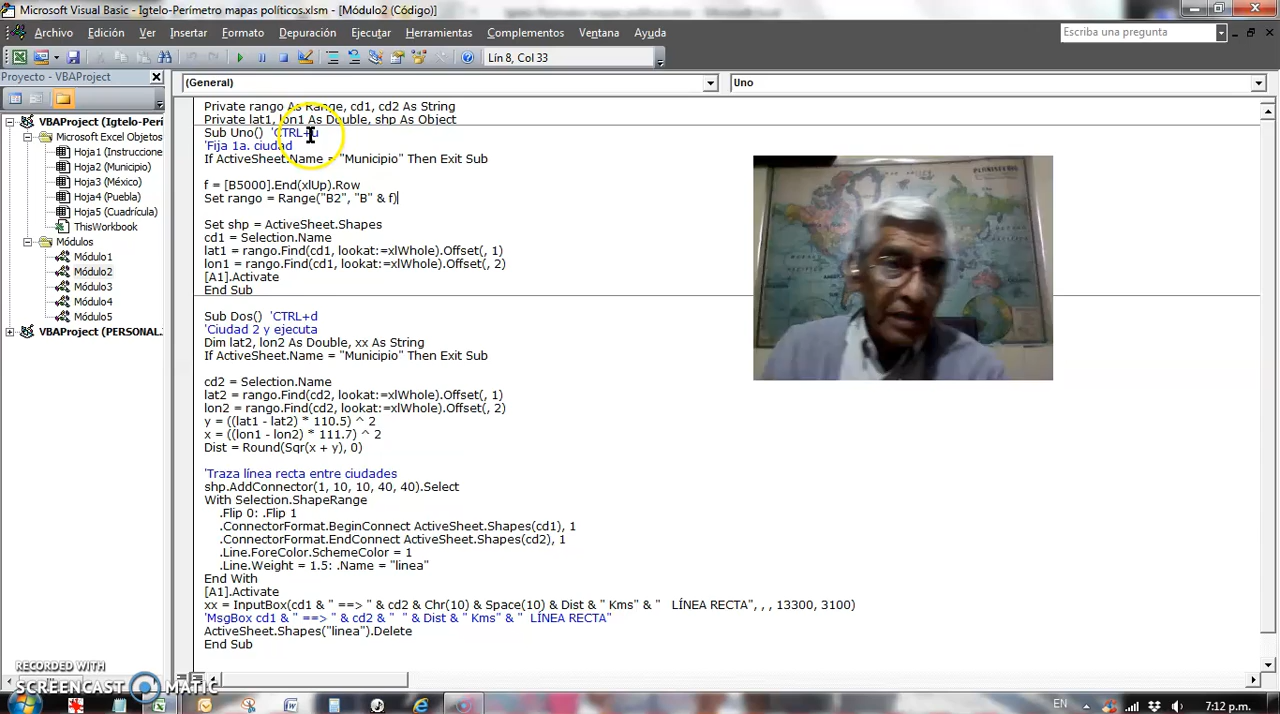 Microsoft Visual Basic - Igtelo-Perímetro mapas políticos.xlsm - [Módulo2 (Código)]
Archivo Edición Ver Insertar Formato Depuración Ejecutar Herramientas Complementos Ventana Ayuda
Escriba una pregunta
Lín 8, Col 33
Proyecto - VBAProject
(General)
Uno
VBAProject (Igtelo-Perím
Microsoft Excel Objetos
Hoja1 (Instruccione
Hoja2 (Municipio)
Hoja3 (México)
Hoja4 (Puebla)
Hoja5 (Cuadrícula)
ThisWorkbook
Módulos
Módulo1
Módulo2
Módulo3
Módulo4
Módulo5
VBAProject (PERSONAL.
Private rango As Range, cd1, cd2 As String
Private lat1, lon1 As Double, shp As Object
Sub Uno() 'CTRL+u
'Fija 1a. ciudad
If ActiveSheet.Name = "Municipio" Then Exit Sub
f = [B5000].End(xlUp).Row
Set rango = Range("B2", "B" & f)
Set shp = ActiveSheet.Shapes
cd1 = Selection.Name
lat1 = rango.Find(cd1, lookat:=xlWhole).Offset(, 1)
lon1 = rango.Find(cd1, lookat:=xlWhole).Offset(, 2)
[A1].Activate
End Sub
Sub Dos() 'CTRL+d
'Ciudad 2 y ejecuta
Dim lat2, lon2 As Double, xx As String
If ActiveSheet.Name = "Municipio" Then Exit Sub
cd2 = Selection.Name
lat2 = rango.Find(cd2, lookat:=xlWhole).Offset(, 1)
lon2 = rango.Find(cd2, lookat:=xlWhole).Offset(, 2)
y = ((lat1 - lat2) * 110.5) ^ 2
x = ((lon1 - lon2) * 111.7) ^ 2
Dist = Round(Sqr(x + y), 0)
'Traza línea recta entre ciudades
shp.AddConnector(1, 10, 10, 40, 40).Select
With Selection.ShapeRange
.Flip 0: .Flip 1
.ConnectorFormat.BeginConnect ActiveSheet.Shapes(cd1), 1
.ConnectorFormat.EndConnect ActiveSheet.Shapes(cd2), 1
.Line.ForeColor.SchemeColor = 1
.Line.Weight = 1.5: .Name = "linea"
End With
[A1].Activate
xx = InputBox(cd1 & " ==> " & cd2 & Chr(10) & Space(10) & Dist & " Kms" & "   LÍNEA RECTA", , , 13300, 3100)
'MsgBox cd1 & " ==> " & cd2 & "  " & Dist & " Kms" & "   LÍNEA RECTA"
ActiveSheet.Shapes("linea").Delete
End Sub
RECORDED WITH
SCREENCAST MATIC
EN
7:12 p.m.